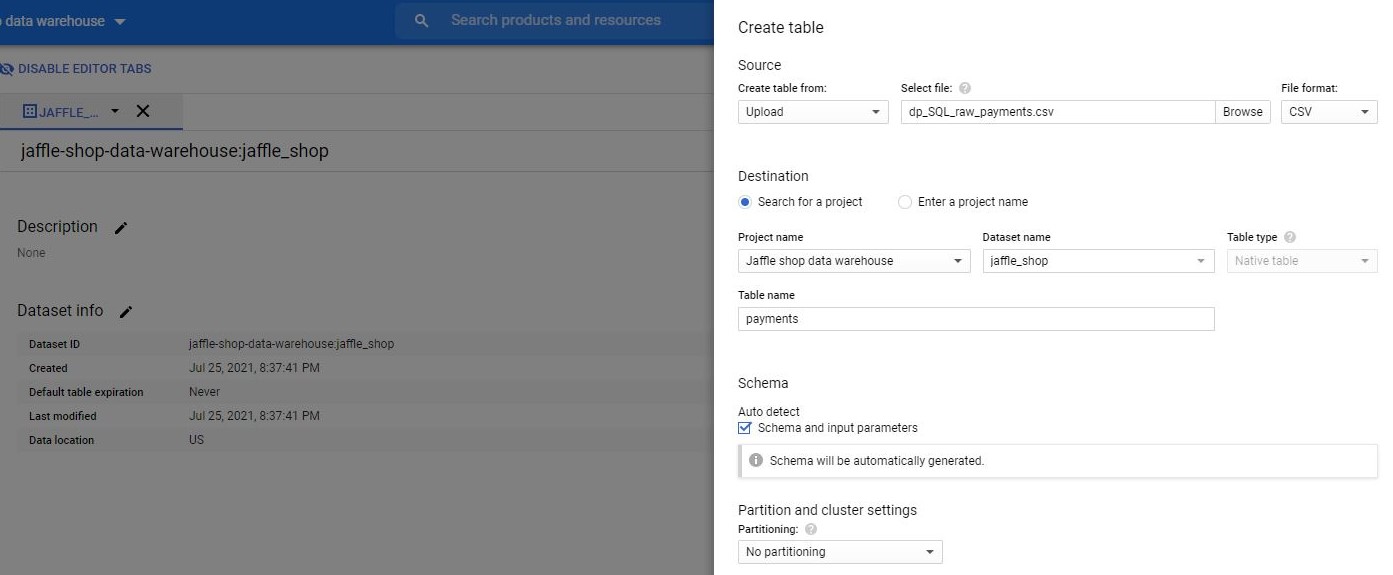 data warehouse
Search products and resources
DISABLE EDITOR TABS
JAFFLE_...
jaffle-shop-data-warehouse:jaffle_shop
Description
None
Dataset info
Dataset ID jaffle-shop-data-warehouse:jaffle_shop
Created Jul 25, 2021, 8:37:41 PM
Default table expiration Never
Last modified Jul 25, 2021, 8:37:41 PM
Data location US
Create table
Source
Create table from: Select file: File format:
Upload dp_SQL_raw_payments.csv Browse CSV
Destination
Search for a project Enter a project name
Project name Dataset name Table type
Jaffle shop data warehouse jaffle_shop Native table
Table name
payments
Schema
Auto detect
Schema and input parameters
Schema will be automatically generated.
Partition and cluster settings
Partitioning:
No partitioning